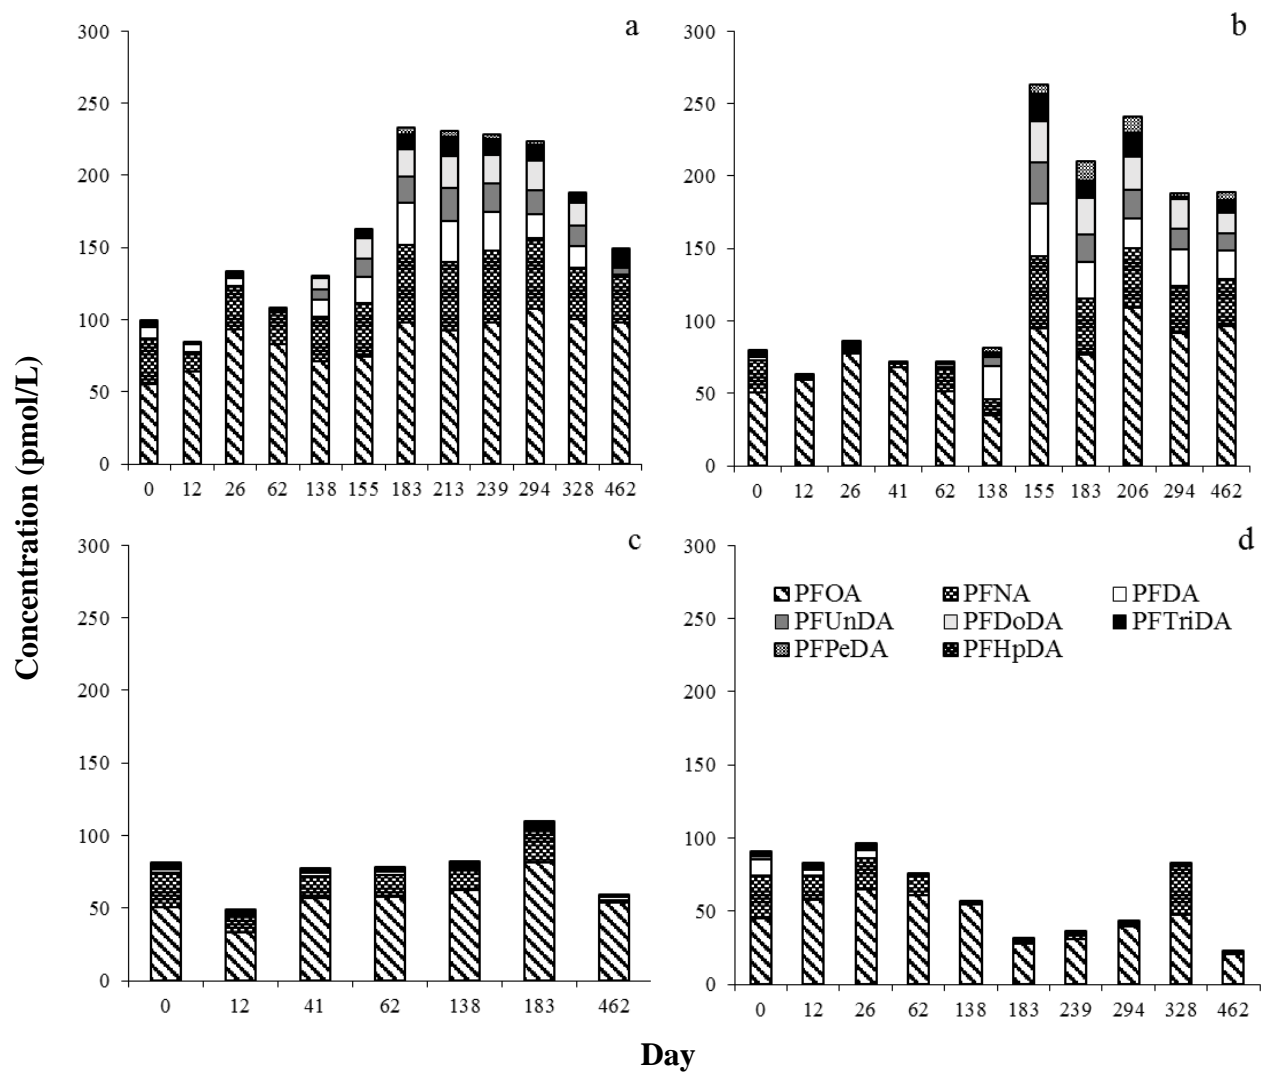 a
300
250
200
150
100
50
0
0 12 26 62 138 155 183 213 239 294 328 462
b
300
250
200
150
100
50
0
0 12 26 41 62 138 155 183 206 294 462
Concentration (pmol/L)
c
300
250
200
150
100
50
0
0 12 41 62 138 183 462
d
300
250
200
150
100
50
0
PFOA PFNA PFDA
PFUnDA PFDoDA PFTriDA
PFPeDA PFHpDA
0 12 26 62 138 183 239 294 328 462
Day